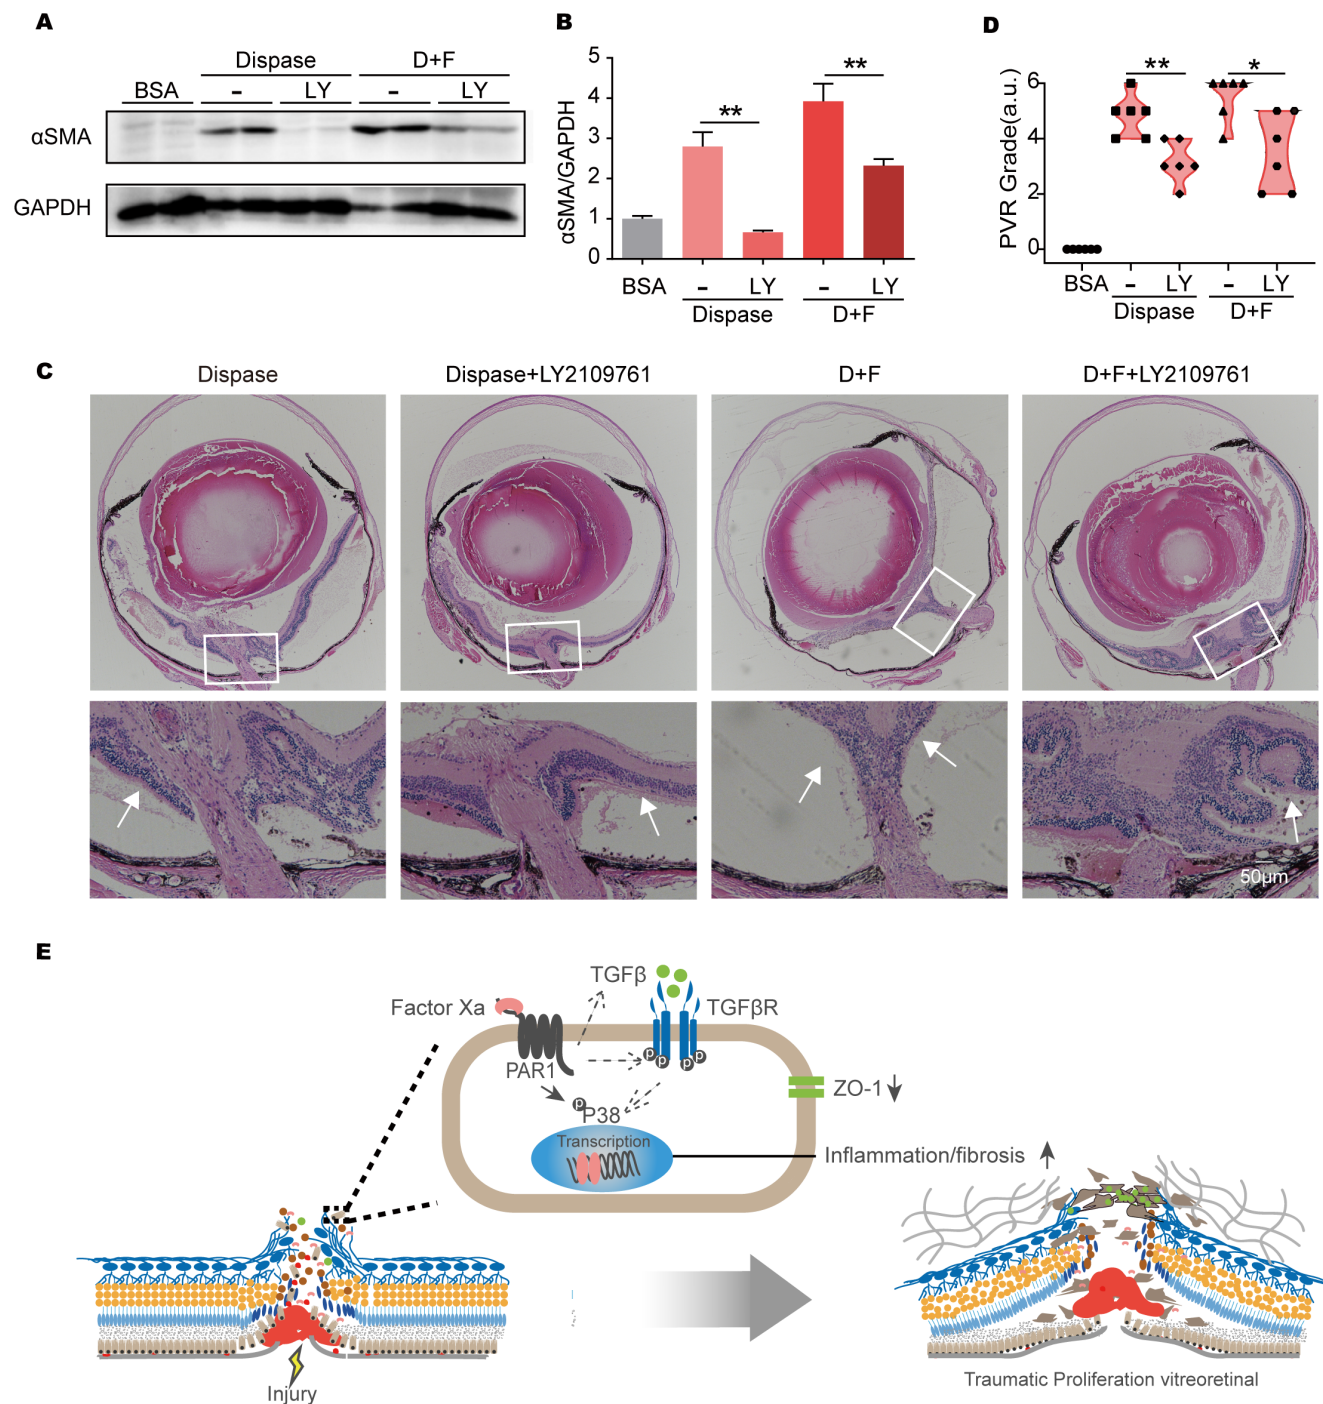 A
Dispase
D+F
BSA
-
LY
-
LY
αSMA
GAPDH
B
αSMA/GAPDH
5
4
3
2
1
0
**
**
BSA
-
LY
-
LY
Dispase
D+F
D
PVR Grade(a.u.)
6
4
2
0
**
*
BSA
-
LY
-
LY
Dispase
D+F
C
Dispase
Dispase+LY2109761
D+F
D+F+LY2109761
50µm
E
TGFβ
Factor Xa
TGFβR
PAR1
p
p
p
p
p
P38
ZO-1
Transcription
Inflammation/fibrosis
Injury
Traumatic Proliferation vitreoretinal